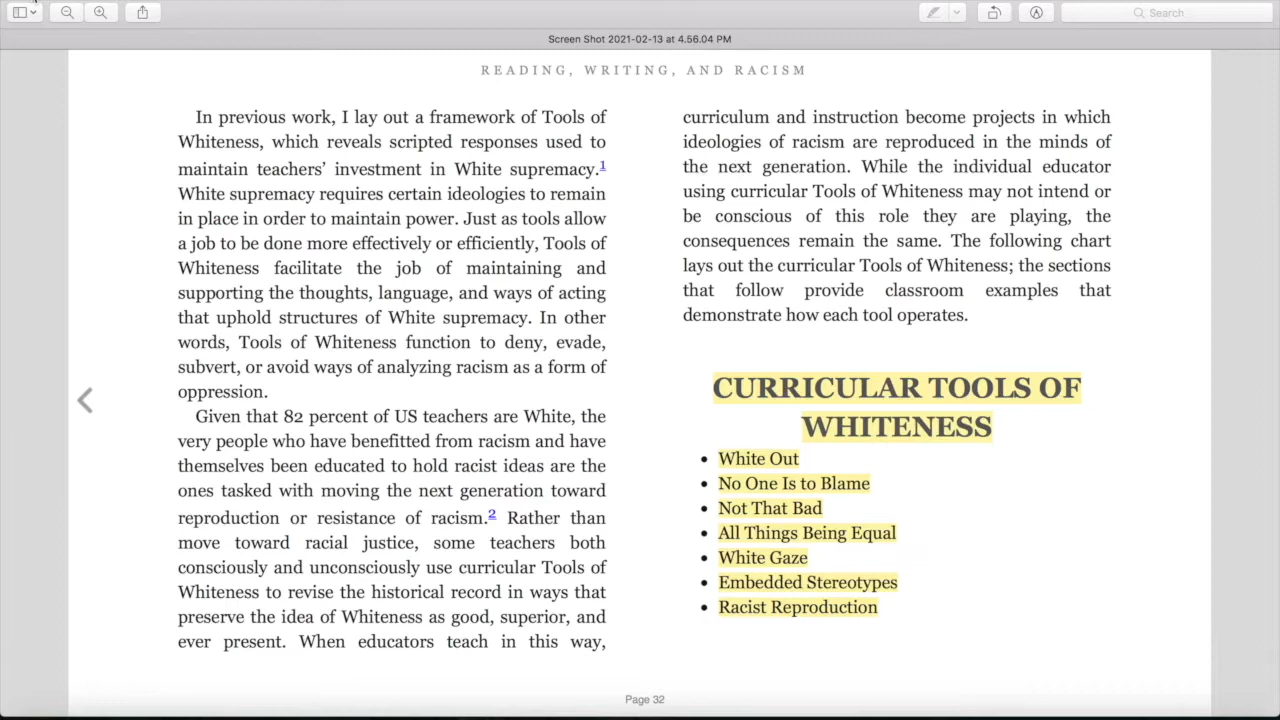 Search
Screen Shot 2021-02-13 at 4.56.04 PM
READING, WRITING, AND RACISM
In previous work, I lay out a framework of Tools of
Whiteness, which reveals scripted responses used to
maintain teachers’ investment in White supremacy.1
White supremacy requires certain ideologies to remain
in place in order to maintain power. Just as tools allow
a job to be done more effectively or efficiently, Tools of
Whiteness facilitate the job of maintaining and
supporting the thoughts, language, and ways of acting
that uphold structures of White supremacy. In other
words, Tools of Whiteness function to deny, evade,
subvert, or avoid ways of analyzing racism as a form of
oppression.
Given that 82 percent of US teachers are White, the
very people who have benefitted from racism and have
themselves been educated to hold racist ideas are the
ones tasked with moving the next generation toward
reproduction or resistance of racism.2 Rather than
move toward racial justice, some teachers both
consciously and unconsciously use curricular Tools of
Whiteness to revise the historical record in ways that
preserve the idea of Whiteness as good, superior, and
ever present. When educators teach in this way,
curriculum and instruction become projects in which
ideologies of racism are reproduced in the minds of
the next generation. While the individual educator
using curricular Tools of Whiteness may not intend or
be conscious of this role they are playing, the
consequences remain the same. The following chart
lays out the curricular Tools of Whiteness; the sections
that follow provide classroom examples that
demonstrate how each tool operates.
CURRICULAR TOOLS OF
WHITENESS
• White Out
• No One Is to Blame
• Not That Bad
• All Things Being Equal
• White Gaze
• Embedded Stereotypes
• Racist Reproduction
Page 32